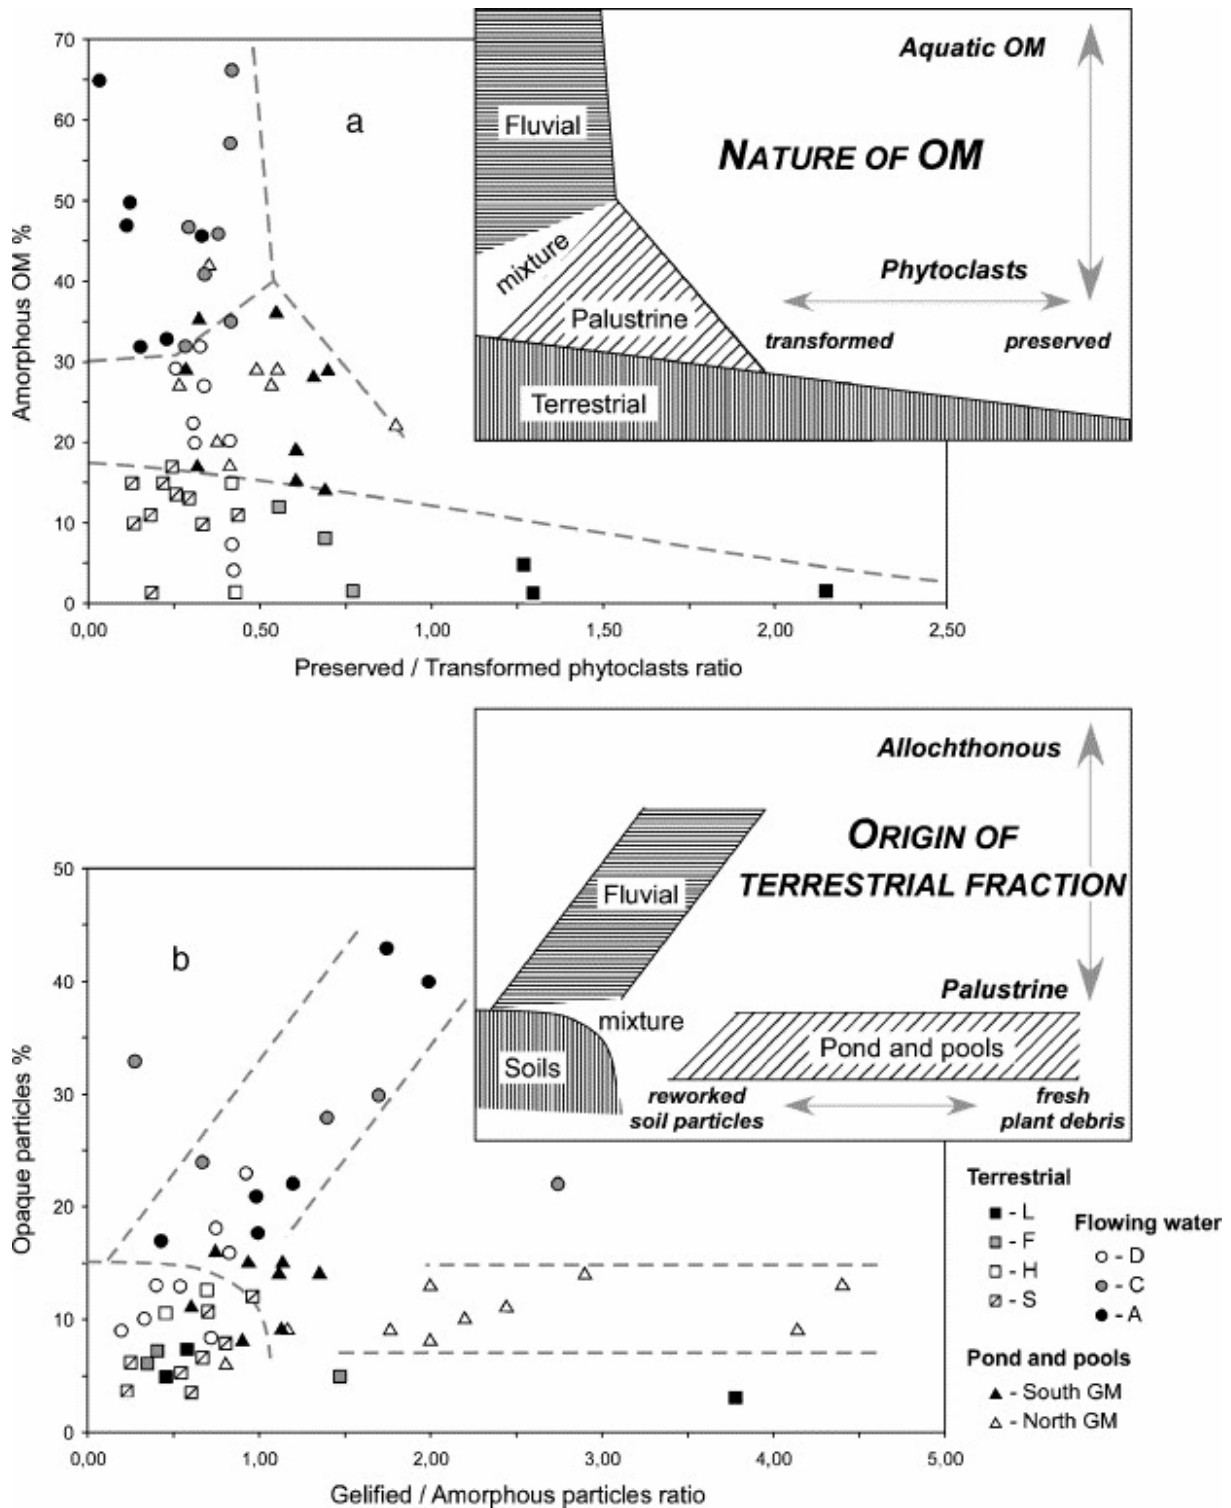 Aquatic OM
NATURE OF OM
Phytoclasts
transformed
preserved
Fluvial
mixture
Palustrine
Terrestrial
a
Amorphous OM %
70
60
50
40
30
20
10
0
0,00
0,50
1,00
1,50
2,00
2,50
Preserved / Transformed phytoclasts ratio
Allochthonous
ORIGIN OF
TERRESTRIAL FRACTION
Palustrine
Fluvial
mixture
Soils
Pond and pools
reworked
soil particles
fresh
plant debris
b
Opaque particles %
50
40
30
20
10
0
0,00
1,00
2,00
3,00
4,00
5,00
Gelified / Amorphous particles ratio
Terrestrial
- L
- F
- H
- S
Flowing water
- D
- C
- A
Pond and pools
- South GM
- North GM